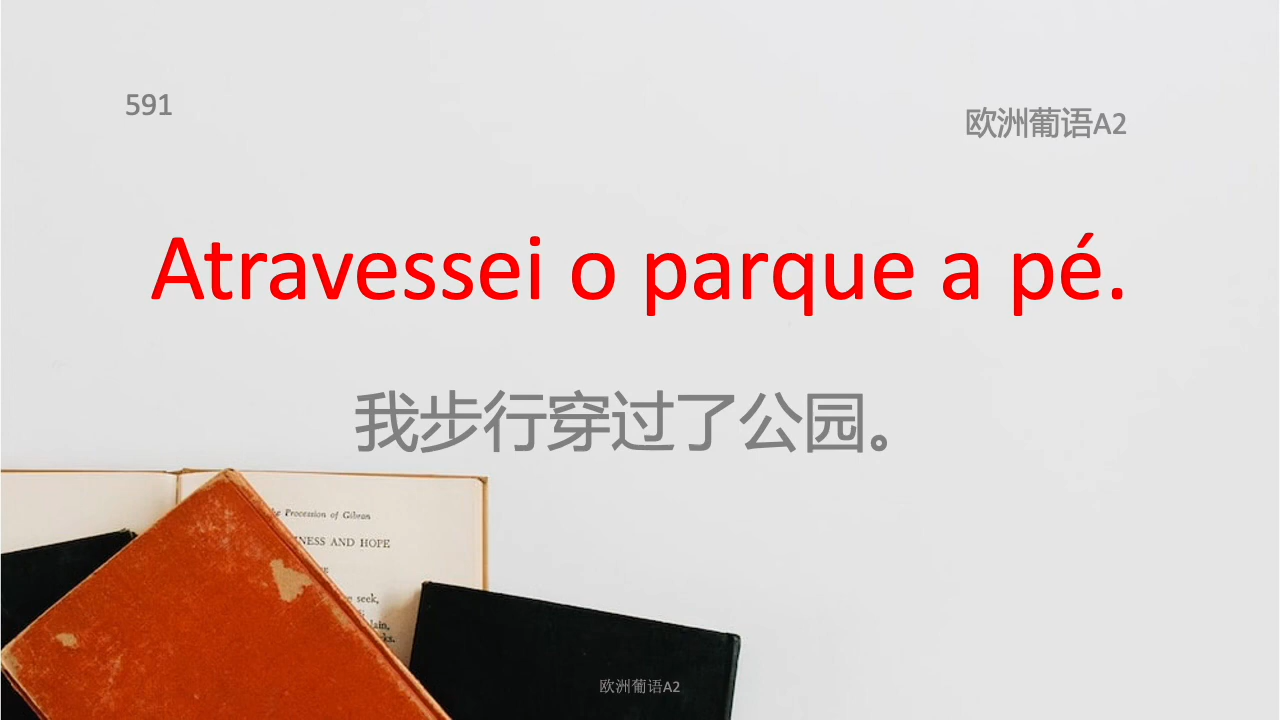 591
欧洲葡语A2
Atravessei o parque a pé.
我步行穿过了公园。
Procession of Gibran
NESS AND HOPE
seek,
欧洲葡语A2